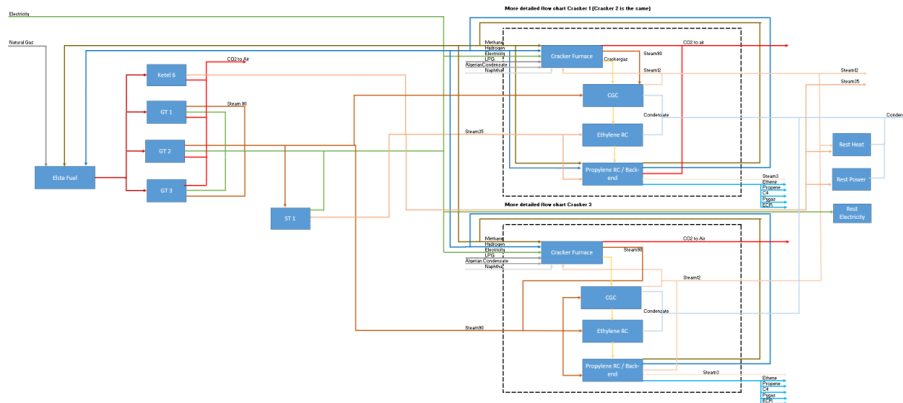 More detailed flow chart Cracker 1 (Cracker 2 is the same)
Electricity
Natural Gas
Methane
Hydrogen
Electricity
LPG
Algerian Condensate
Naphtha
Cracker Furnace
CO2 to air
Steam90
Crackergas
Steam12
CO2 to Air
Ketel 6
Steam 90
GT 1
GT 2
GT 3
Elsta Fuel
ST 1
CGC
Condensate
Steam35
Ethylene RC
Propylene RC / Back-end
Steam3
Ethene
Propene
C4
Pygas
ECPI
Steam12
Steam35
Conden
Rest Heat
Rest Power
Rest Electricity
More detailed flow chart Cracker 3
Methane
Hydrogen
Electricity
LPG
Algerian Condensate
Naphtha
Cracker Furnace
CO2 to Air
Steam90
Steam12
CGC
Condensate
Steam90
Ethylene RC
Propylene RC / Back-end
Steam3
Ethene
Propene
C4
Pygas
ECPI